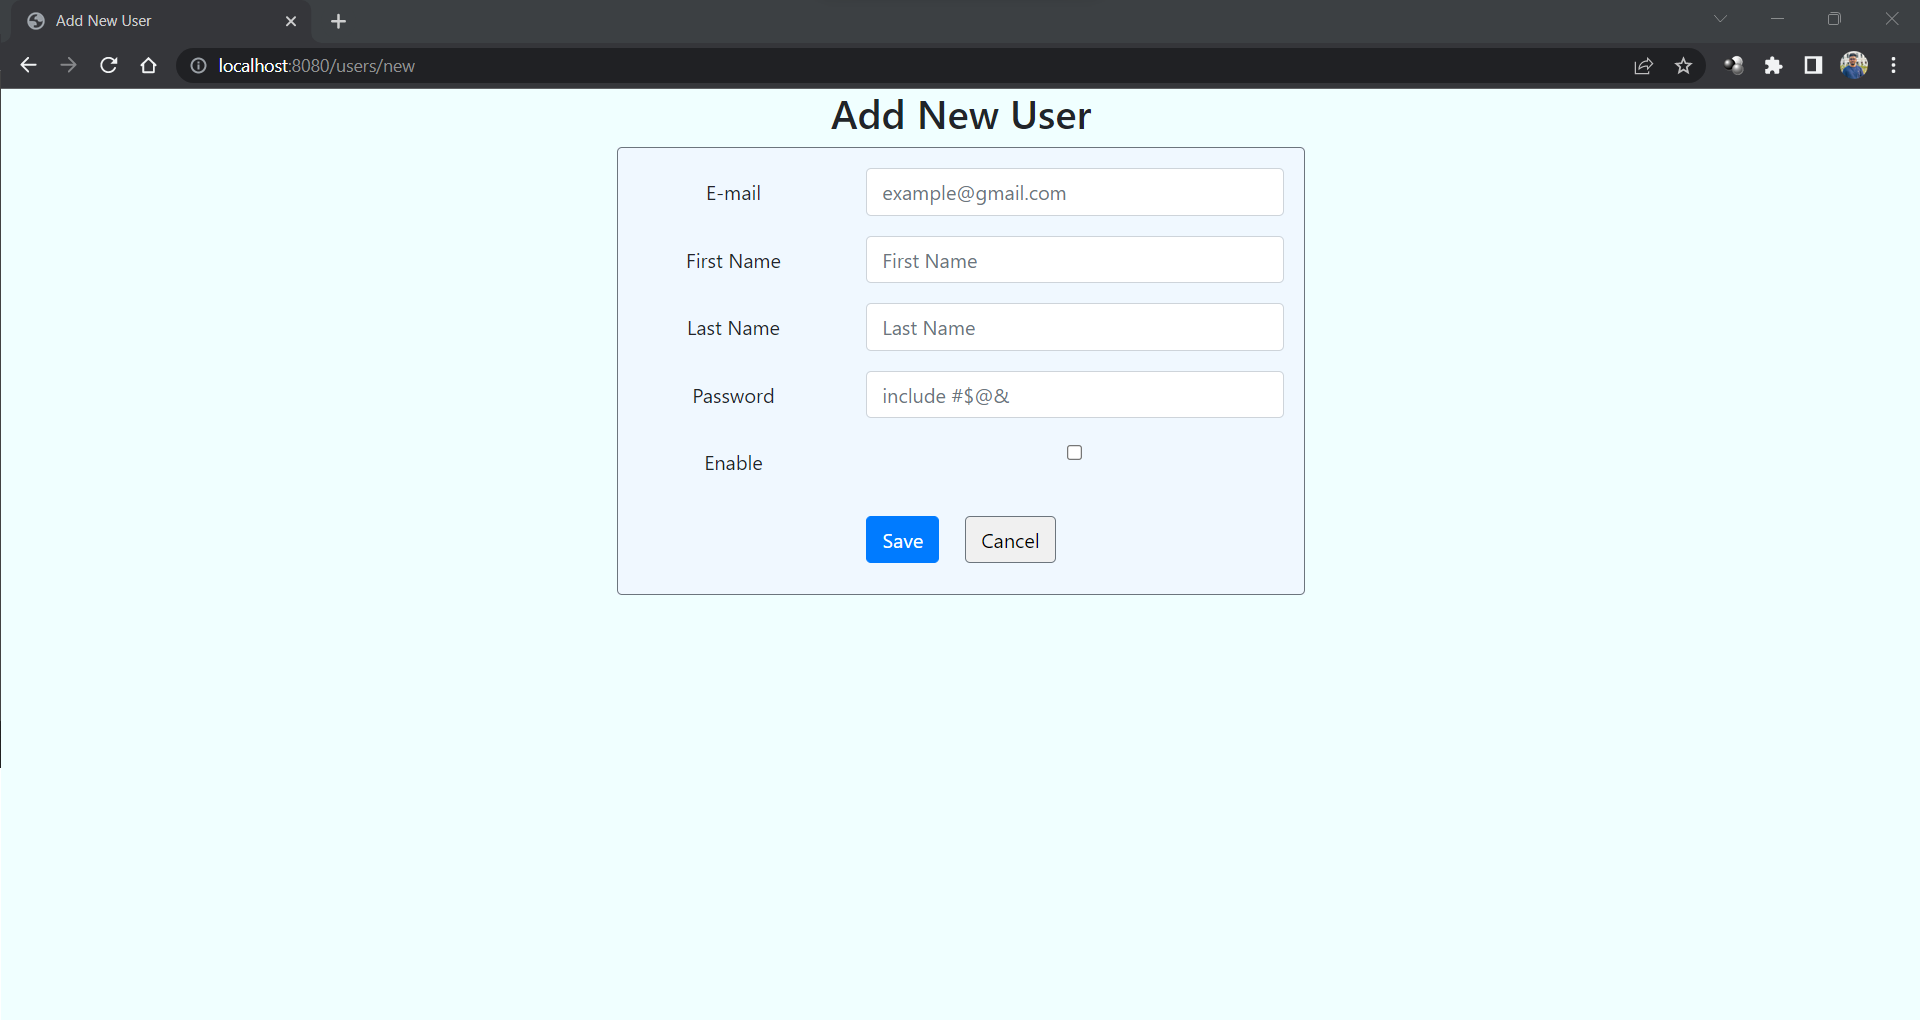 Add New User
localhost:8080/users/new
Add New User
E-mail example@gmail.com
First Name First Name
Last Name Last Name
Password include #$@&
Enable
Save Cancel